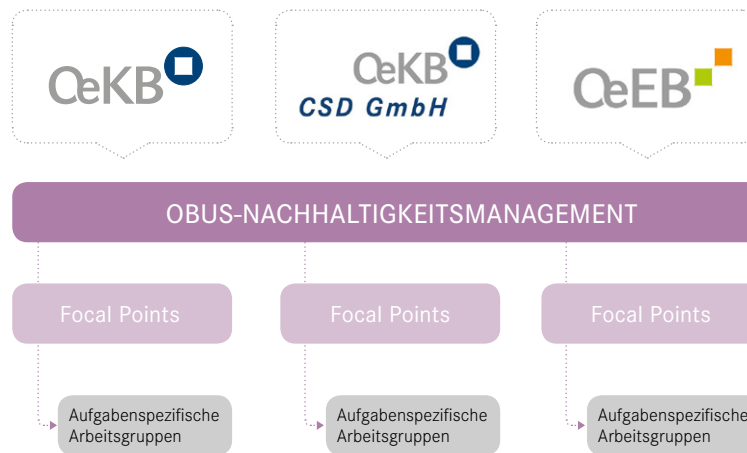 OeKB
OeKB
CSD GmbH
OeEB
OBUS-NACHHALTIGKEITSMANAGEMENT
Focal Points
Focal Points
Focal Points
Aufgabenspezifische
Arbeitsgruppen
Aufgabenspezifische
Arbeitsgruppen
Aufgabenspezifische
Arbeitsgruppen